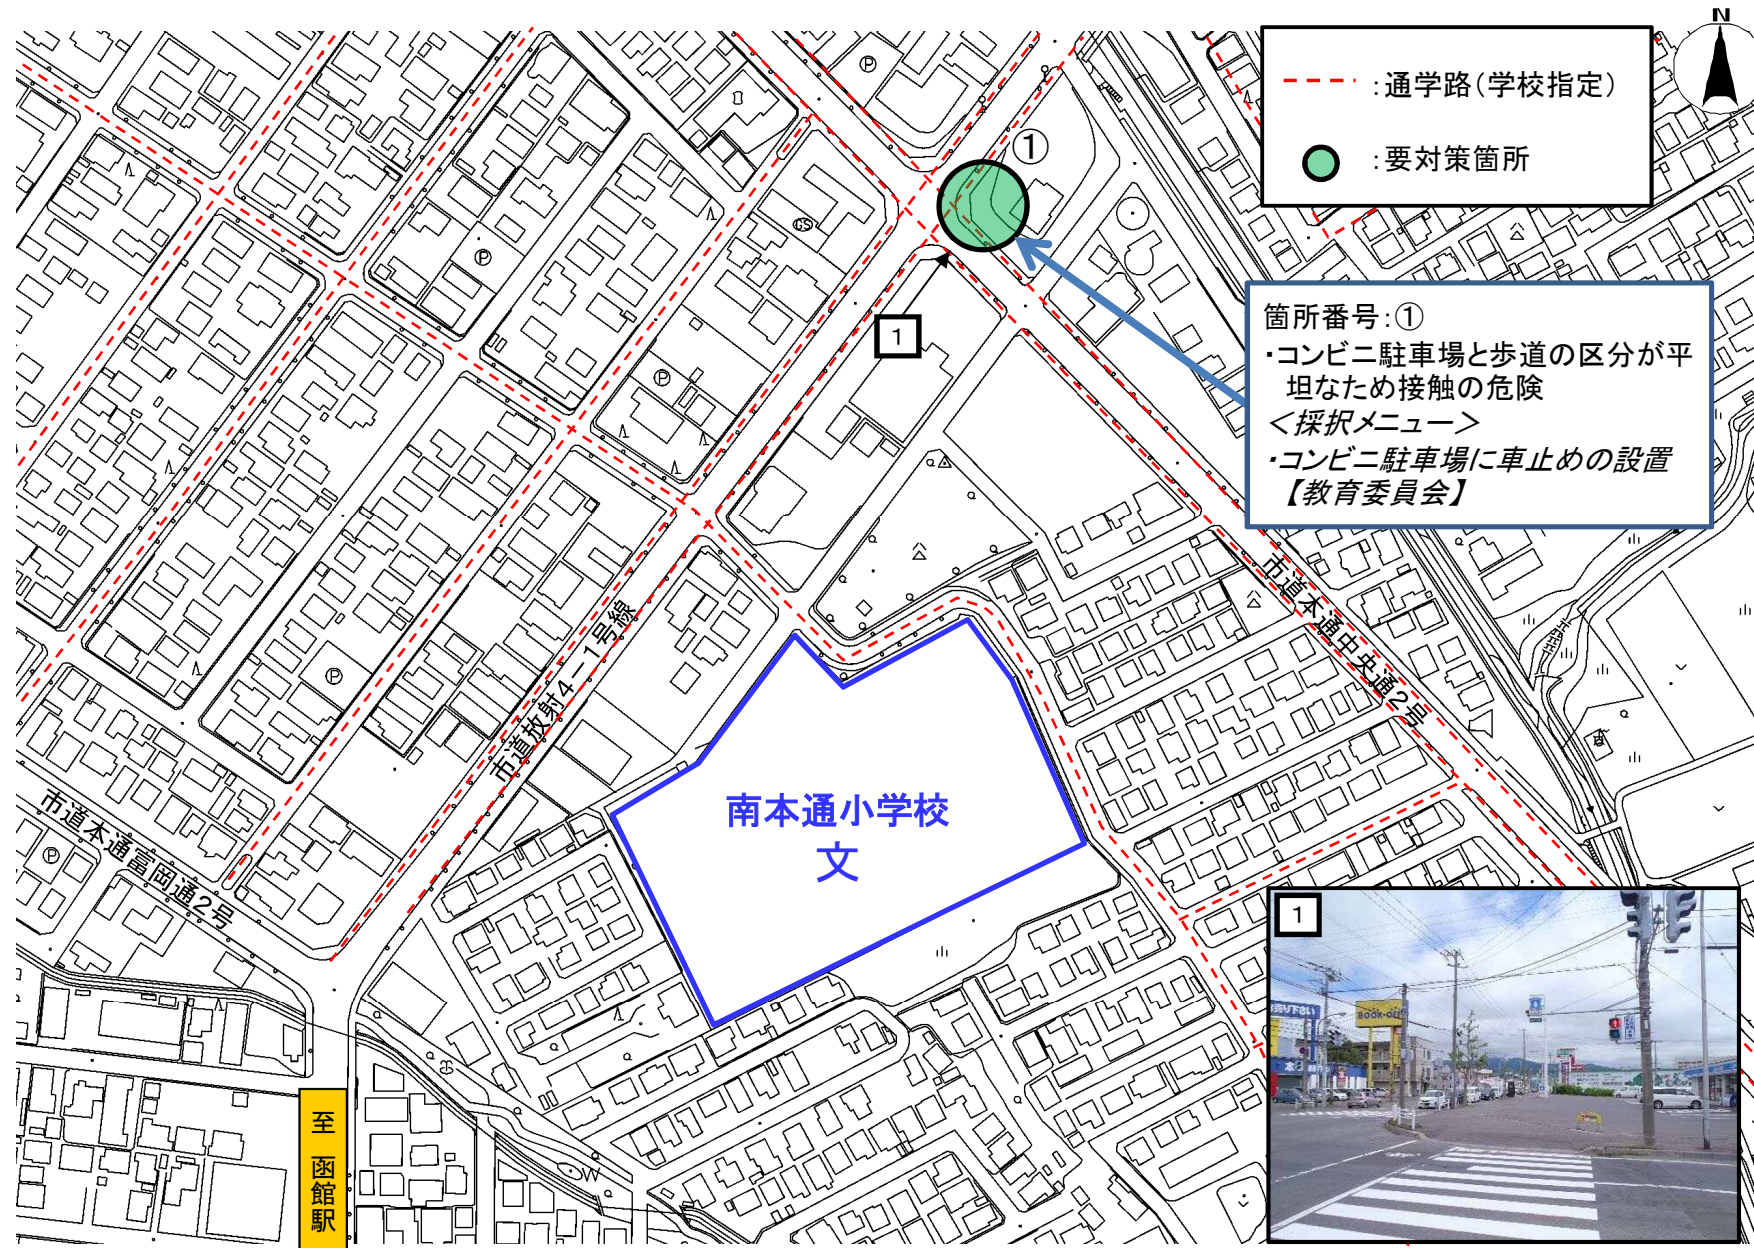 N
:通学路(学校指定)
:要対策箇所
①
箇所番号:①
・コンビニ駐車場と歩道の区分が平
坦なため接触の危険
<採択メニュー>
・コンビニ駐車場に車止めの設置
【教育委員会】
1
P
GS
P
P
P
P
市道本通中央通2号
市道放射4-1号線
市道本通富岡通2号
南本通小学校
文
至 函館駅
W
1
BOOK-OFF